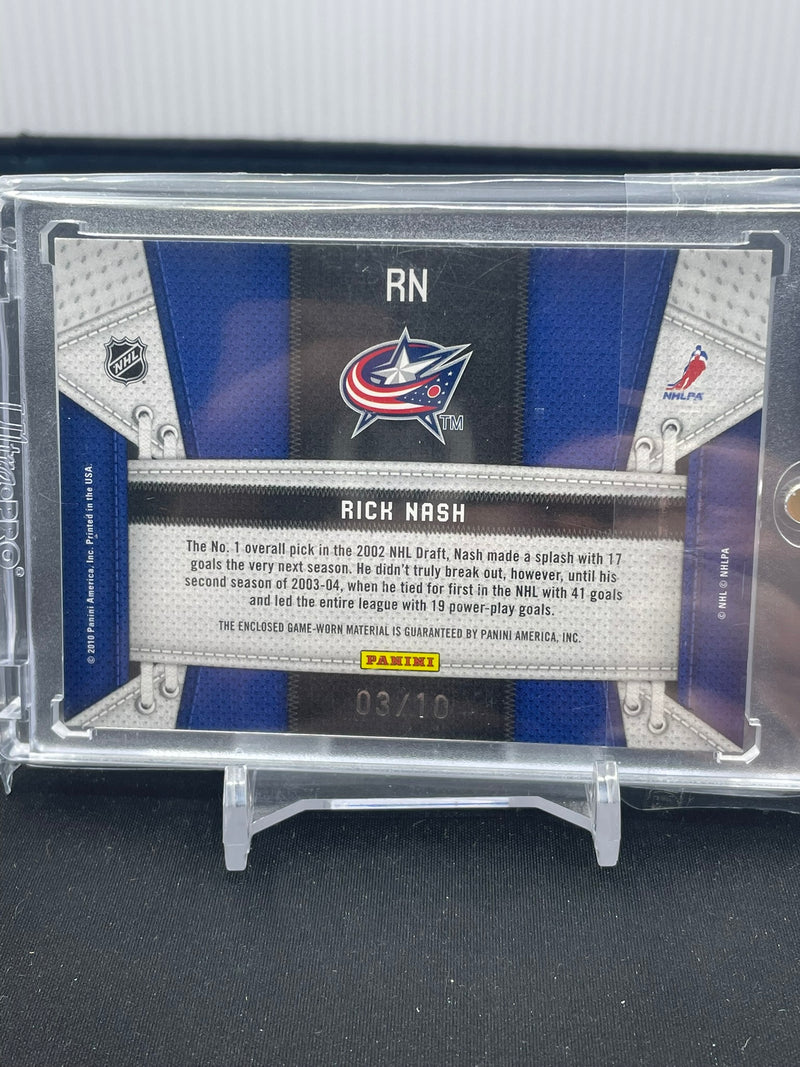 RN
NHL
NHLPA
TM
RICK NASH
The No. 1 overall pick in the 2002 NHL Draft, Nash made a splash with 17
goals the very next season. He didn't truly break out, however, until his
second season of 2003-04, when he tied for first in the NHL with 41 goals
and led the entire league with 19 power-play goals.
THE ENCLOSED GAME-WORN MATERIAL IS GUARANTEED BY PANINI AMERICA, INC.
PANINI
03/10
© 2010 Panini America, Inc. Printed in the USA.
© NHL © NHLPA
Ultra PRO®